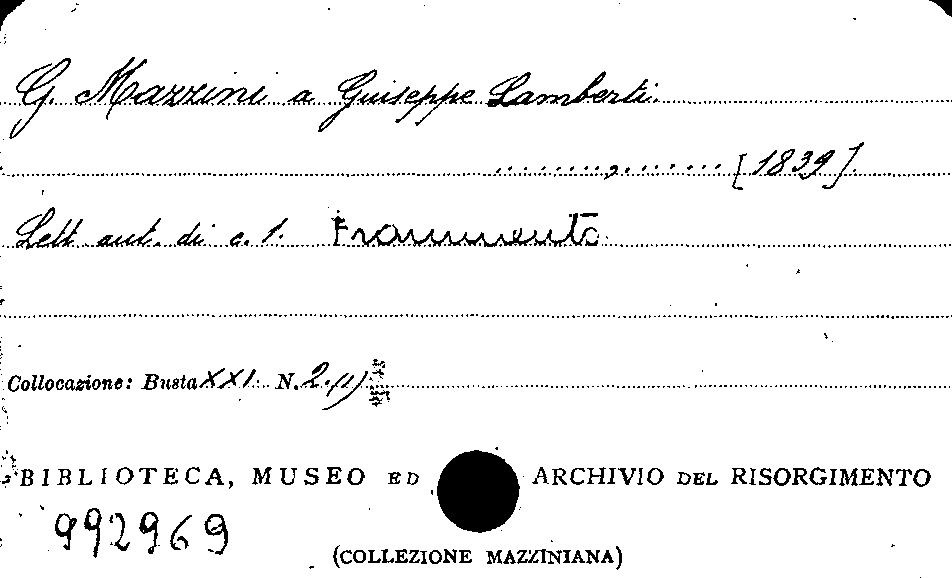 G. Mazzini a Giuseppe Lamberti.
........, ....... [1839].
Lett. aut. di c. 1. Frammento.
Collocazione: Busta XXI. N. 2.(1)
BIBLIOTECA, MUSEO ED ARCHIVIO DEL RISORGIMENTO
992969
(COLLEZIONE MAZZINIANA)